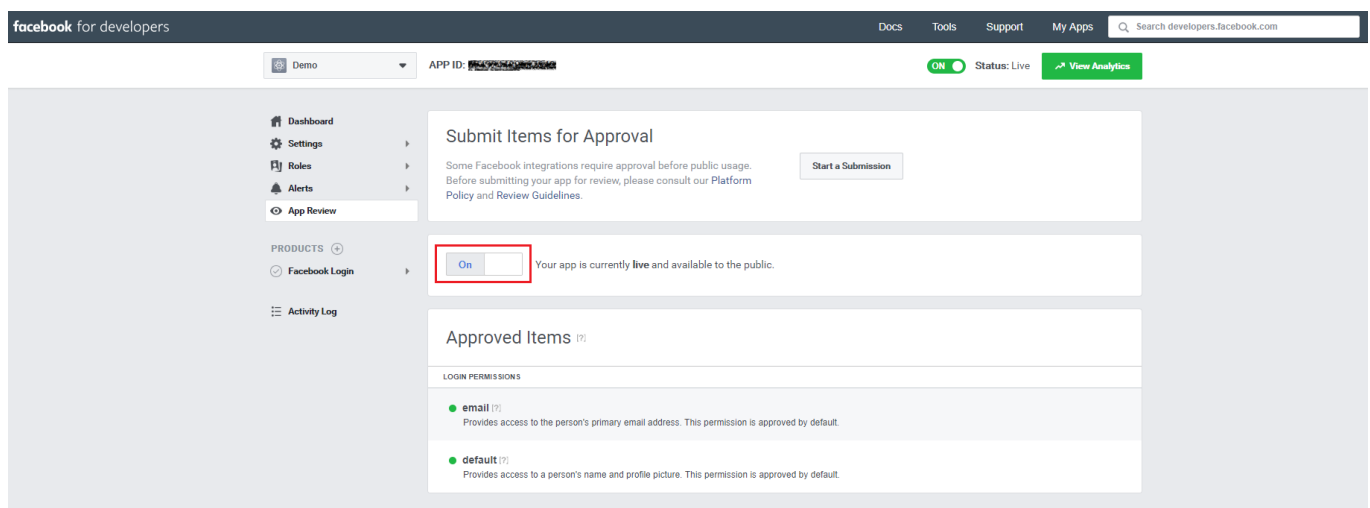 facebook for developers
Docs Tools Support My Apps Search developers.facebook.com
Demo APP ID: ON Status: Live View Analytics
Dashboard
Settings
Roles
Alerts
App Review
PRODUCTS
Facebook Login
Activity Log
Submit Items for Approval
Some Facebook integrations require approval before public usage.
Before submitting your app for review, please consult our Platform
Policy and Review Guidelines.
Start a Submission
On Your app is currently live and available to the public.
Approved Items [?]
LOGIN PERMISSIONS
email [?]
Provides access to the person's primary email address. This permission is approved by default.
default [?]
Provides access to a person's name and profile picture. This permission is approved by default.